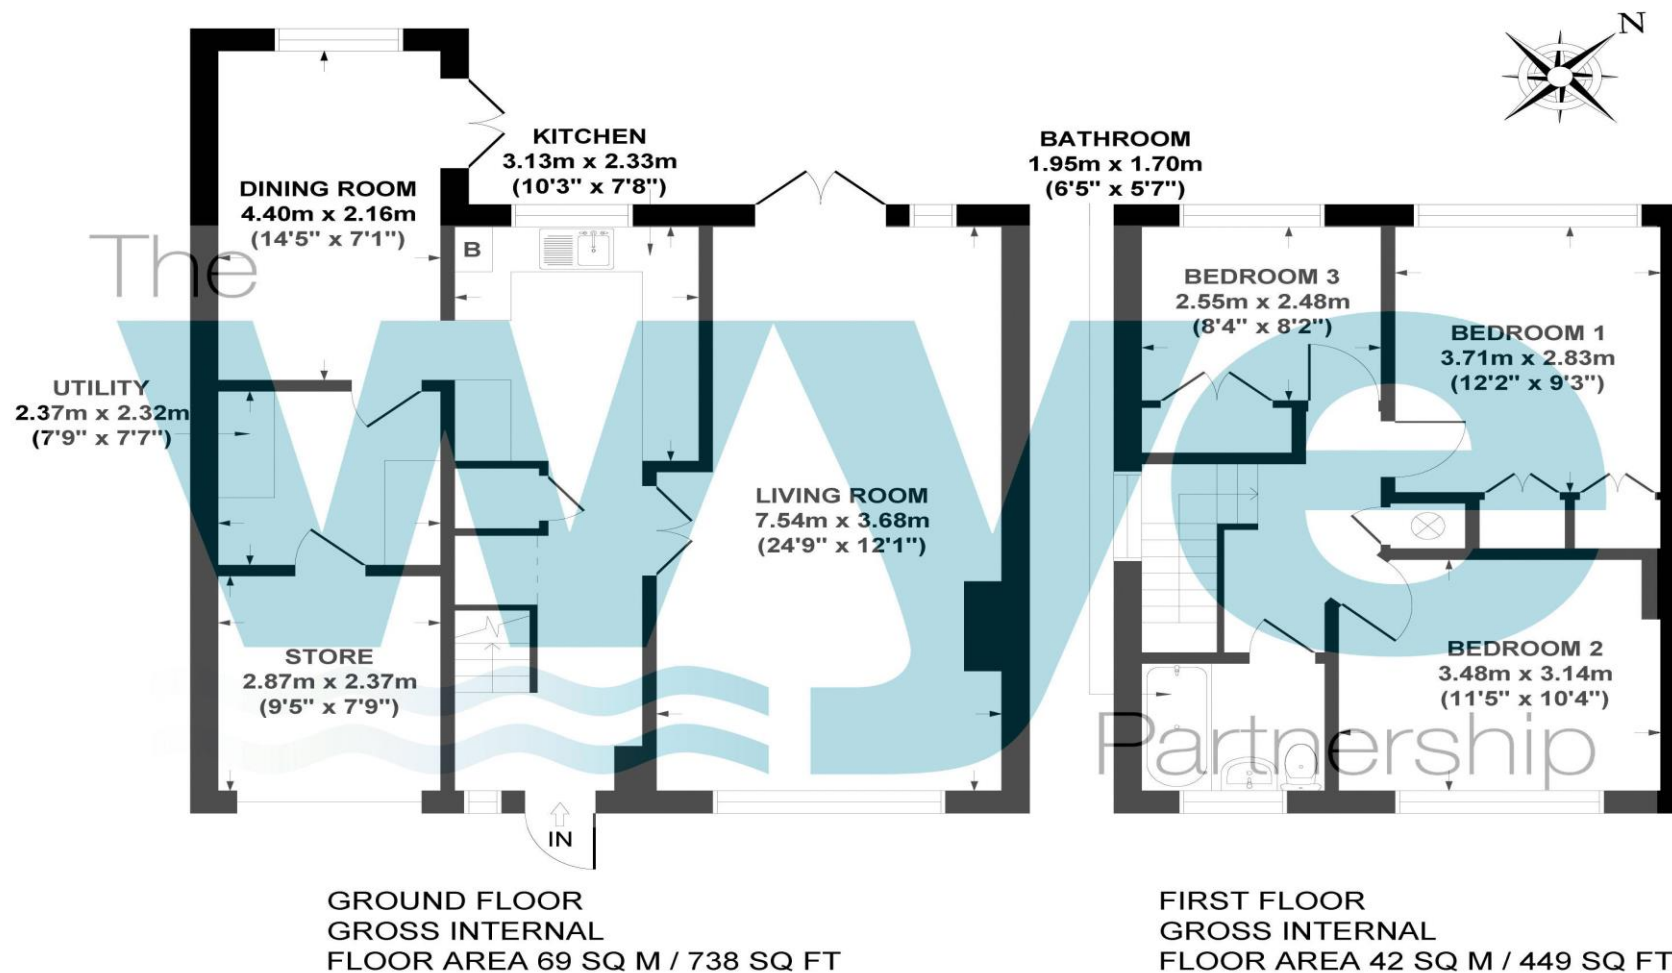 N
KITCHEN
3.13m x 2.33m
(10'3" x 7'8")
BATHROOM
1.95m x 1.70m
(6'5" x 5'7")
DINING ROOM
4.40m x 2.16m
(14'5" x 7'1")
The
B
BEDROOM 3
2.55m x 2.48m
(8'4" x 8'2")
BEDROOM 1
3.71m x 2.83m
(12'2" x 9'3")
UTILITY
2.37m x 2.32m
(7'9" x 7'7")
wye
LIVING ROOM
7.54m x 3.68m
(24'9" x 12'1")
STORE
2.87m x 2.37m
(9'5" x 7'9")
BEDROOM 2
3.48m x 3.14m
(11'5" x 10'4")
Partnership
IN
GROUND FLOOR
GROSS INTERNAL
FLOOR AREA 69 SQ M / 738 SQ FT
FIRST FLOOR
GROSS INTERNAL
FLOOR AREA 42 SQ M / 449 SQ FT